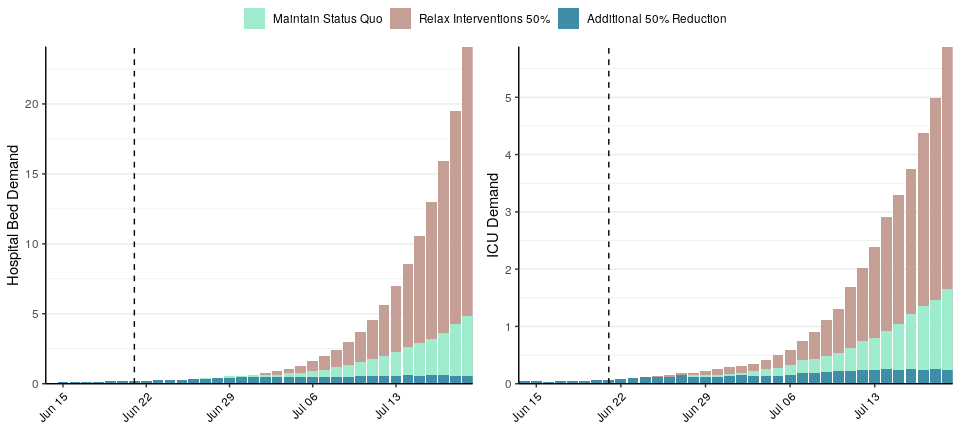 Maintain Status Quo Relax Interventions 50% Additional 50% Reduction
Hospital Bed Demand
20
15
10
5
0
Jun 15 Jun 22 Jun 29 Jul 06 Jul 13
ICU Demand
5
4
3
2
1
0
Jun 15 Jun 22 Jun 29 Jul 06 Jul 13